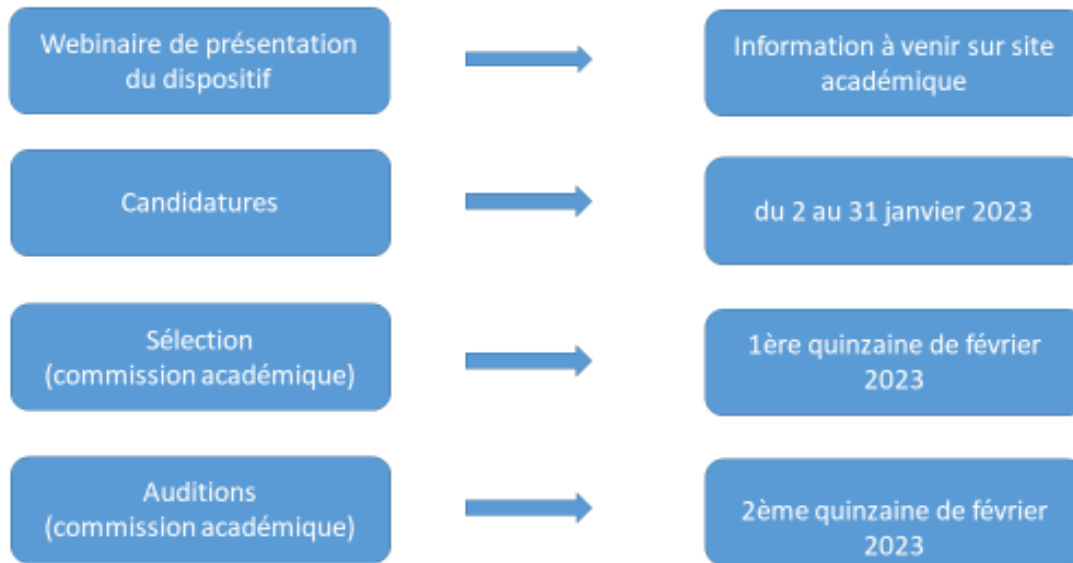 Webinaire de présentation
du dispositif
Information à venir sur site
académique
Candidatures
du 2 au 31 janvier 2023
Sélection
(commission académique)
1ère quinzaine de février
2023
Auditions
(commission académique)
2ème quinzaine de février
2023